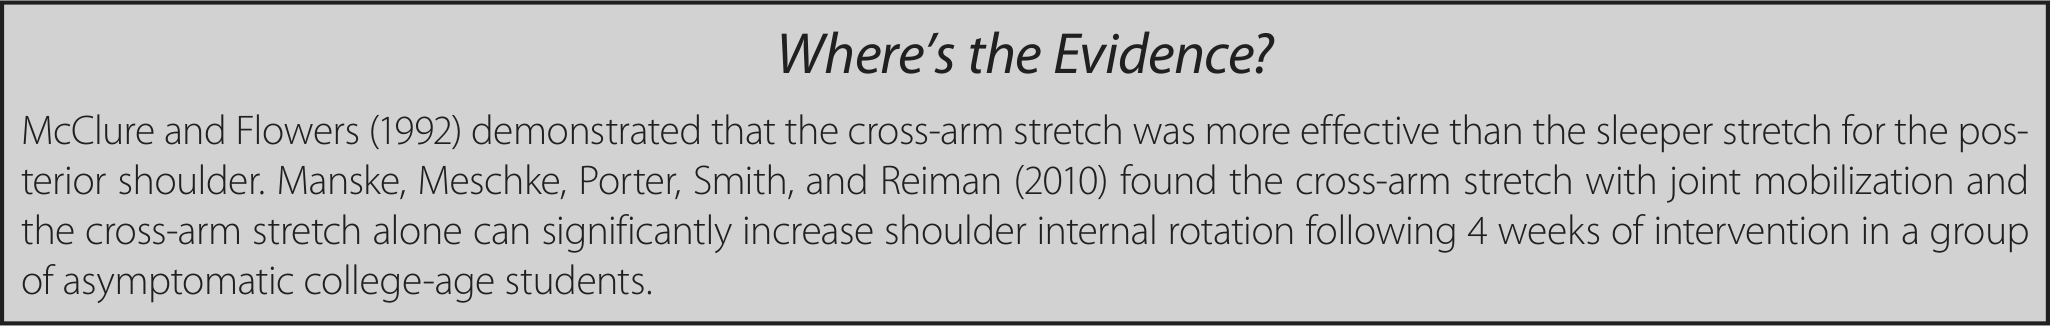 Where’s the Evidence?
McClure and Flowers (1992) demonstrated that the cross-arm stretch was more effective than the sleeper stretch for the pos-
terior shoulder. Manske, Meschke, Porter, Smith, and Reiman (2010) found the cross-arm stretch with joint mobilization and
the cross-arm stretch alone can significantly increase shoulder internal rotation following 4 weeks of intervention in a group
of asymptomatic college-age students.